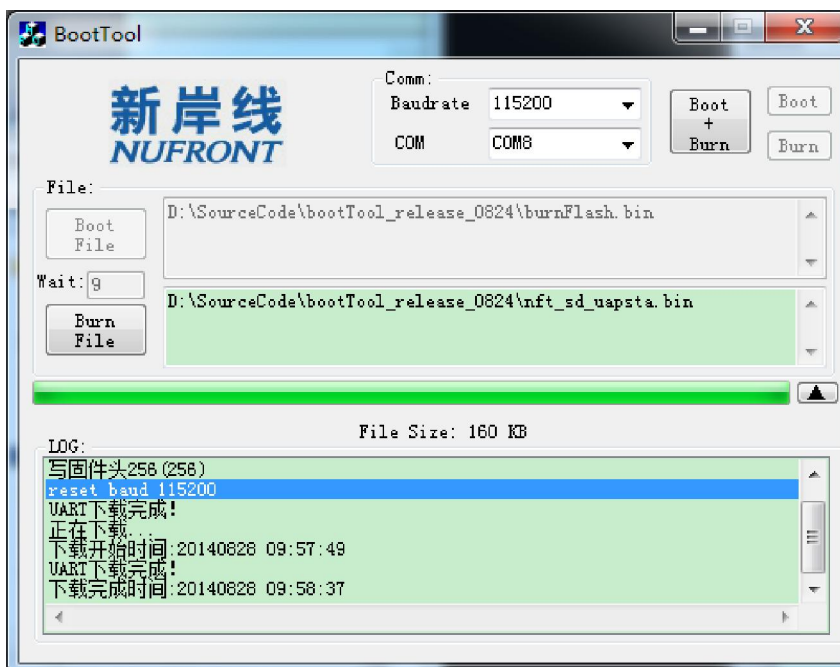 BootTool
新岸线
NUFRONT
Comm:
Baudrate 115200
COM COM8
Boot
+
Burn
Boot
Burn
File:
Boot
File
D:\SourceCode\bootTool_release_0824\burnFlash.bin
Wait: 9
Burn
File
D:\SourceCode\bootTool_release_0824\nft_sd_uapsta.bin
File Size: 160 KB
LOG:
写固件头256(256)
reset baud 115200
UART下载完成!
正在下载...
下载开始时间:20140828 09:57:49
UART下载完成!
下载完成时间:20140828 09:58:37